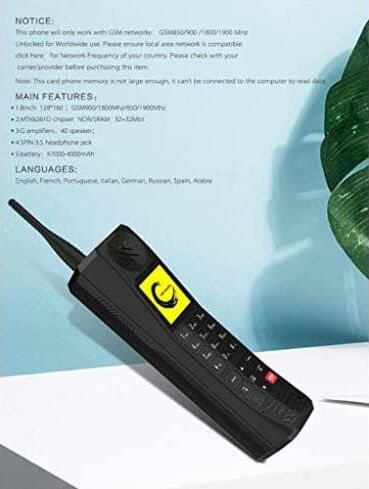 NOTICE:
This phone will only work with GSM networks GSM850/900 /1800/1900 MHz
Unlocked for Worldwide use. Please ensure local area network is compatible.
click here for Network Frequency of your country. Please check with your
carrier/provider before purchasing this item
Note: This card phone memory is not large enough, it can't be connected to the computer to read data.
MAIN FEATURES:
• 1.8inch 128*160 ; GSM900/1800MhV850/1900Mhz
• 2.MTK6261D chipset NOR/SRAM: 32+32Mbt
• 3.G amplifiers, 40 speaker;
• 4.5PIN-3.5 headphone jack
• 5.battery; K7000-4000mAh
LANGUAGES:
English, French, Portuguese, Italian, German, Russian, Spain, Arabia